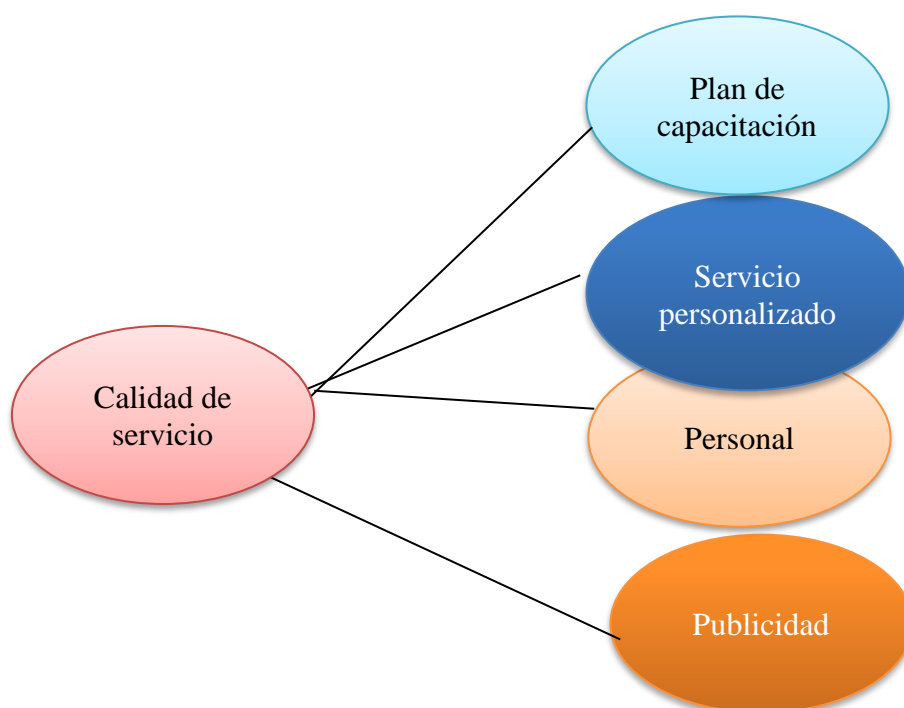 Plan de
capacitación
Servicio
personalizado
Calidad de
servicio
Personal
Publicidad